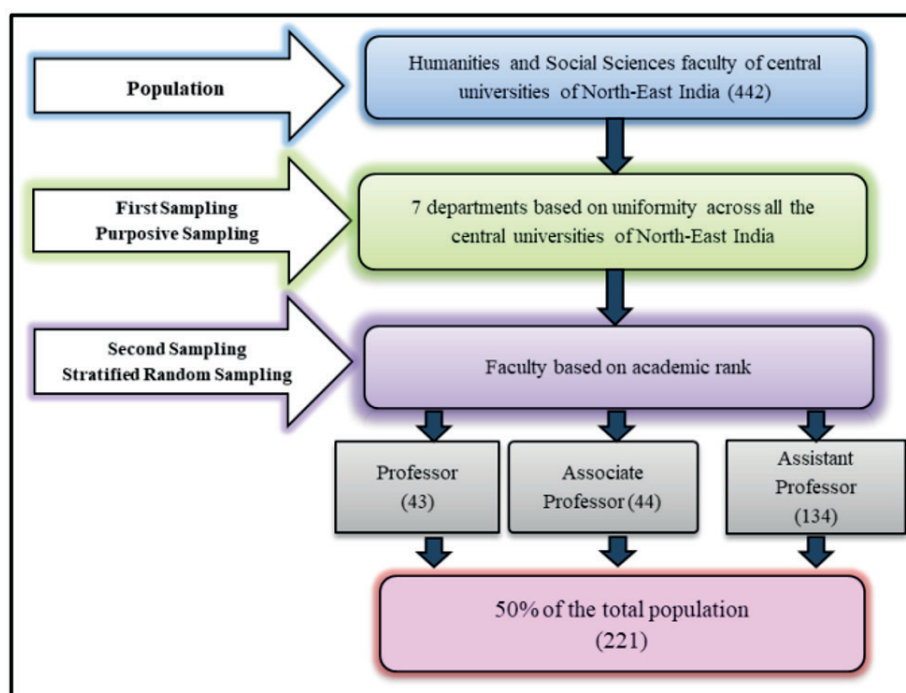 Population
Humanities and Social Sciences faculty of central
universities of North-East India (442)
First Sampling
Purposive Sampling
7 departments based on uniformity across all the
central universities of North-East India
Second Sampling
Stratified Random Sampling
Faculty based on academic rank
Professor
(43)
Associate
Professor (44)
Assistant
Professor
(134)
50% of the total population
(221)